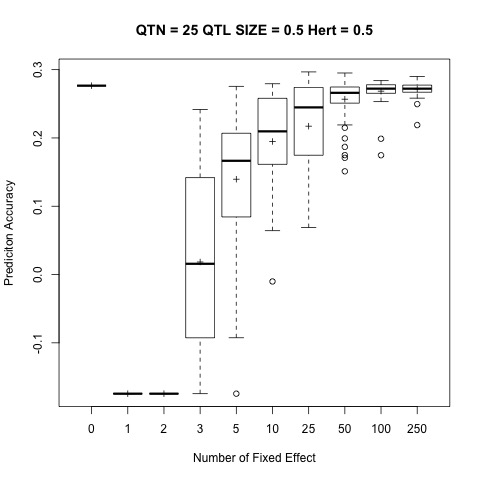 QTN = 25 QTL SIZE = 0.5 Hert = 0.5
0.3
0.2
0.1
0.0
-0.1
Prediciton Accuracy
0 1 2 3 5 10 25 50 100 250
Number of Fixed Effect